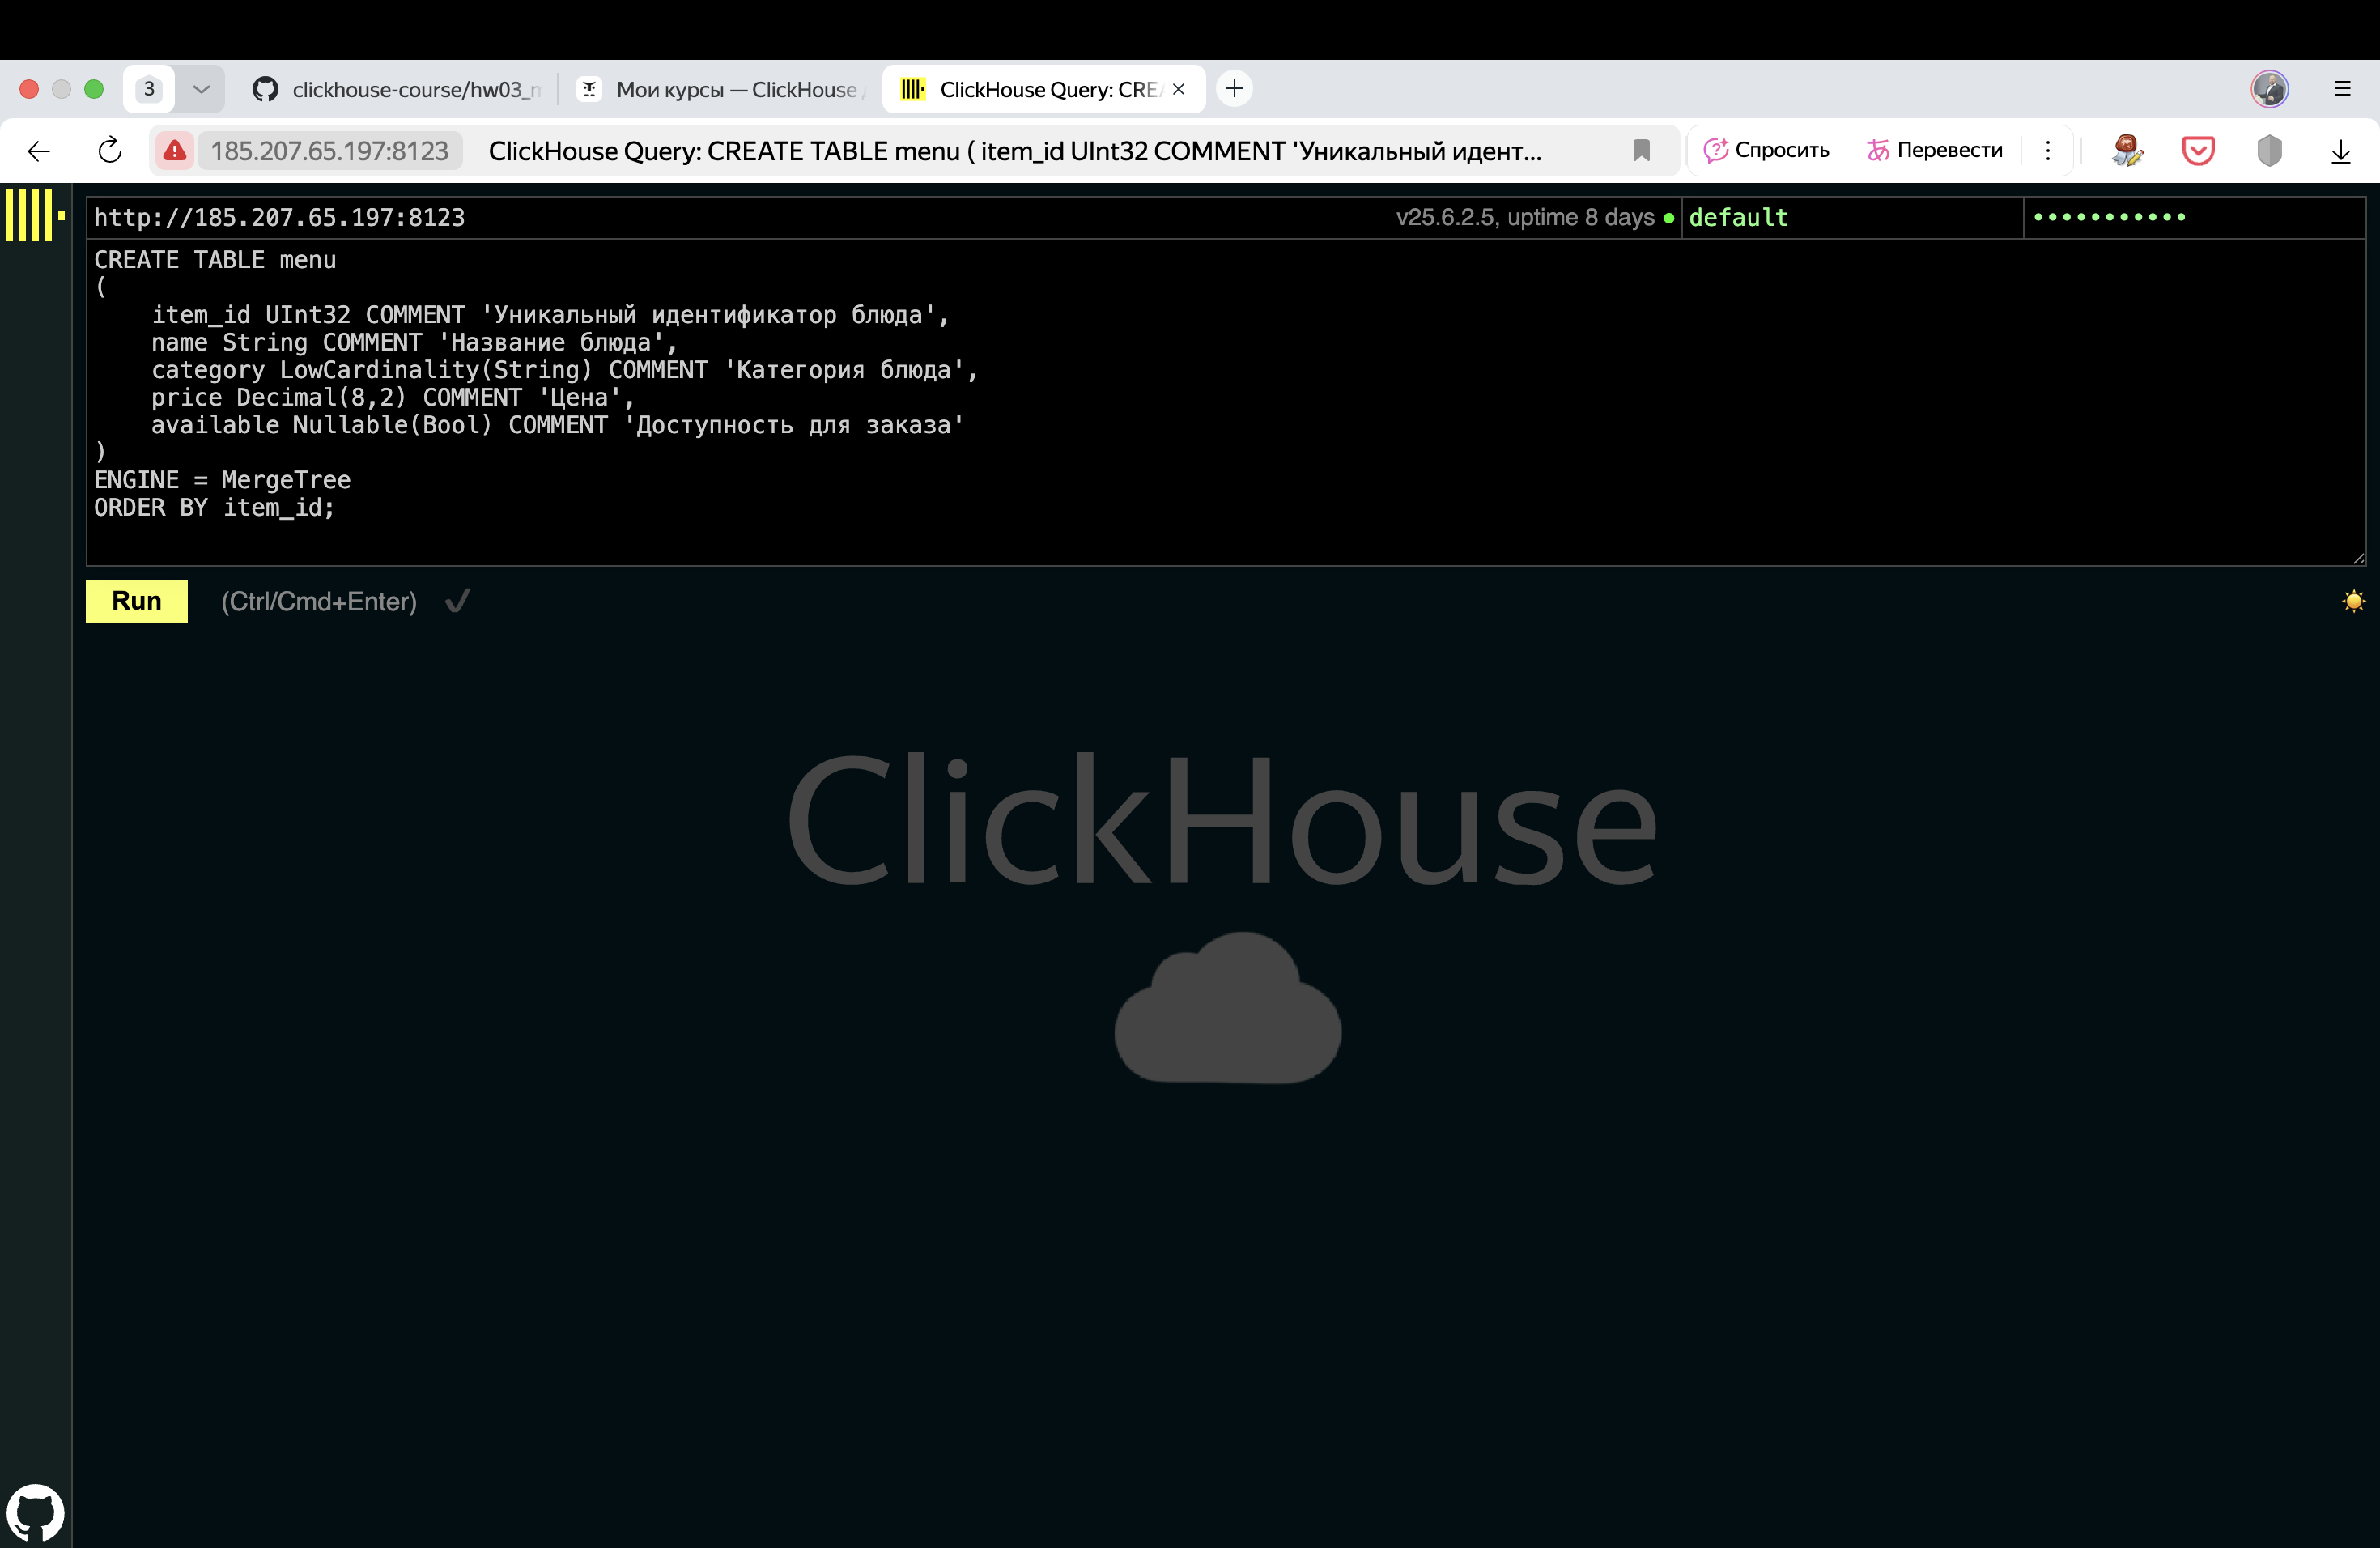 3
clickhouse-course/hw03_m
Мои курсы — ClickHouse
ClickHouse Query: CREA
185.207.65.197:8123
ClickHouse Query: CREATE TABLE menu ( item_id UInt32 COMMENT 'Уникальный идент...
Спросить
Перевести
http://185.207.65.197:8123
v25.6.2.5, uptime 8 days
default
CREATE TABLE menu
(
item_id UInt32 COMMENT 'Уникальный идентификатор блюда',
name String COMMENT 'Название блюда',
category LowCardinality(String) COMMENT 'Категория блюда',
price Decimal(8,2) COMMENT 'Цена',
available Nullable(Bool) COMMENT 'Доступность для заказа'
)
ENGINE = MergeTree
ORDER BY item_id;
Run
(Ctrl/Cmd+Enter) ✔
ClickHouse